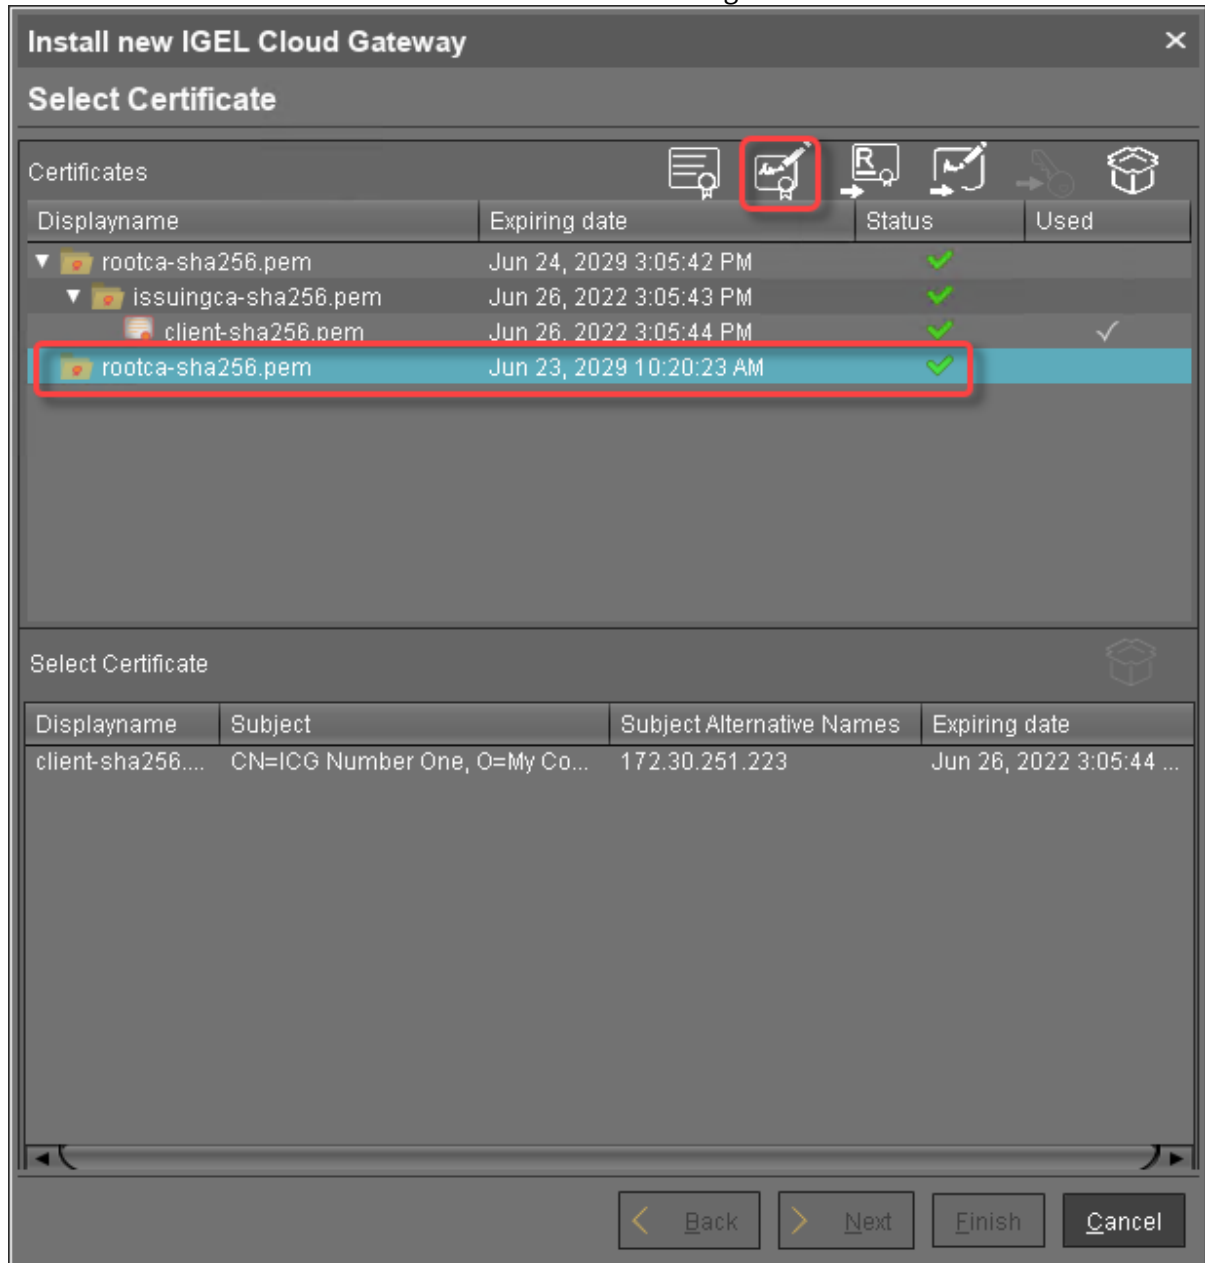 Install new IGEL Cloud Gateway
Select Certificate
Certificates
Displayname Expiring date Status Used
rootca-sha256.pem Jun 24, 2029 3:05:42 PM
issuingca-sha256.pem Jun 26, 2022 3:05:43 PM
client-sha256.pem Jun 26, 2022 3:05:44 PM
rootca-sha256.pem Jun 23, 2029 10:20:23 AM
Select Certificate
Displayname Subject Subject Alternative Names Expiring date
client-sha256.... CN=ICG Number One, O=My Co... 172.30.251.223 Jun 26, 2022 3:05:44 ...
Back Next Finish Cancel